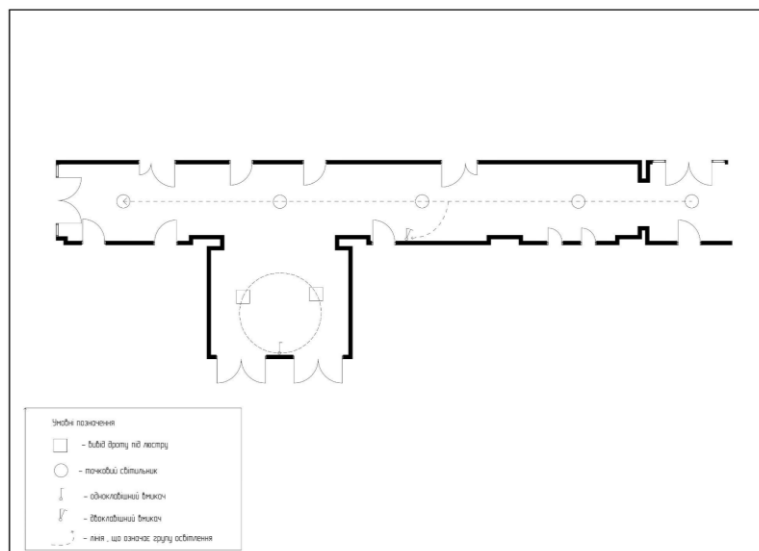 Умовні позначення
- вивід дроту під люстру
- точковий світильник
- одноклавішний вмикач
- двоклавішний вмикач
- лінія , що означає групу освітлення